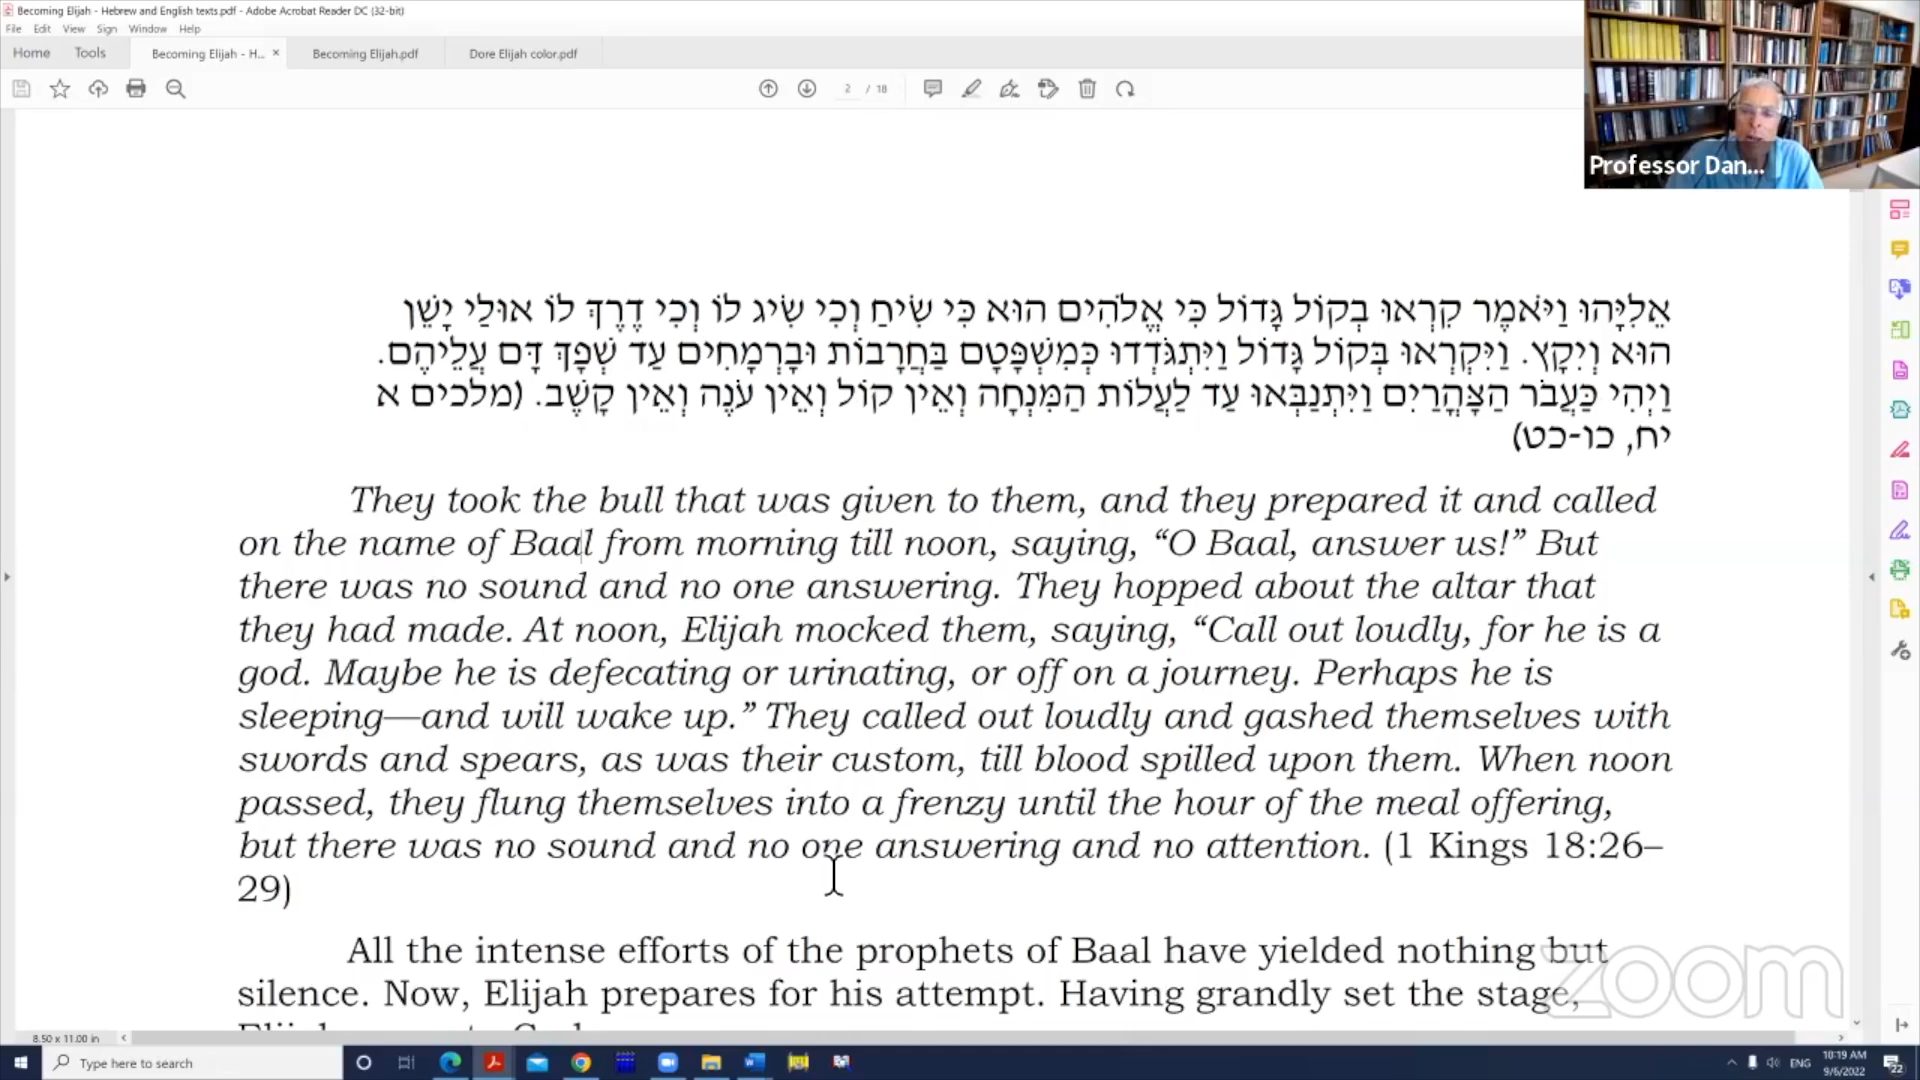 Becoming Elijah - Hebrew and English texts.pdf - Adobe Acrobat Reader DC (32-bit)
File Edit View Sign Window Help
Home Tools Becoming Elijah - H... × Becoming Elijah.pdf Dore Elijah color.pdf
2 / 18
Professor Dan...
אֵלִיָּהוּ וַיֹּאמֶר קִרְאוּ בְקוֹל גָּדוֹל כִּי אֱלֹהִים הוּא כִּי שִׂיחַ וְכִי שִׂיג לוֹ וְכִי דֶרֶךְ לוֹ אוּלַי יָשֵׁן
הוּא וְיִקָץ. וַיִּקְרְאוּ בְּקוֹל גָּדוֹל וַיִּתְגֹּדְדוּ כְּמִשְׁפָּטָם בַּחֲרָבוֹת וּבָרְמָחִים עַד שְׁפָךְ דָּם עֲלֵיהֶם.
וַיְהִי כַּעֲבֹר הַצָּהֳרַיִם וַיִּתְנַבְּאוּ עַד לַעֲלוֹת הַמִּנְחָה וְאֵין קוֹל וְאֵין עֹנֶה וְאֵין קָשֶׁב. (מלכים א
יח, כו-כט)
They took the bull that was given to them, and they prepared it and called
on the name of Baal from morning till noon, saying, “O Baal, answer us!” But
there was no sound and no one answering. They hopped about the altar that
they had made. At noon, Elijah mocked them, saying, “Call out loudly, for he is a
god. Maybe he is defecating or urinating, or off on a journey. Perhaps he is
sleeping—and will wake up.” They called out loudly and gashed themselves with
swords and spears, as was their custom, till blood spilled upon them. When noon
passed, they flung themselves into a frenzy until the hour of the meal offering,
but there was no sound and no one answering and no attention. (1 Kings 18:26–
29)
All the intense efforts of the prophets of Baal have yielded nothing but
silence. Now, Elijah prepares for his attempt. Having grandly set the stage,
zoom
8.50 x 11.00 in
Type here to search
ENG
10:19 AM
9/6/2022
22